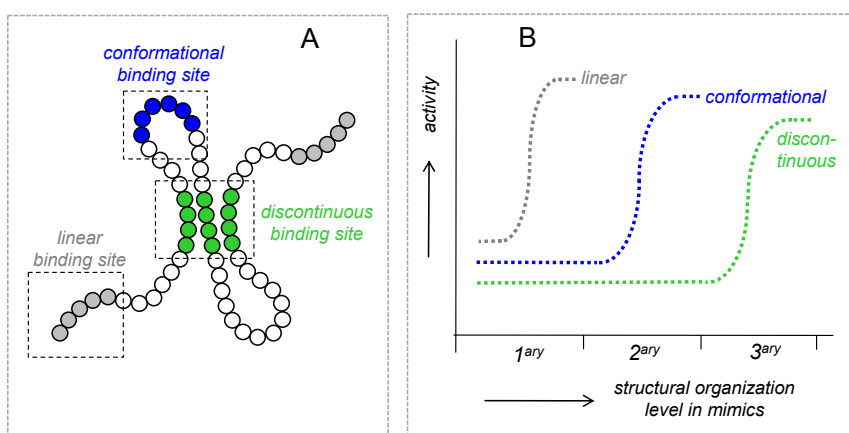 A
conformational
binding site
discontinuous
binding site
linear
binding site
B
activity
linear
conformational
discon-
tinuous
1ary
2ary
3ary
structural organization
level in mimics